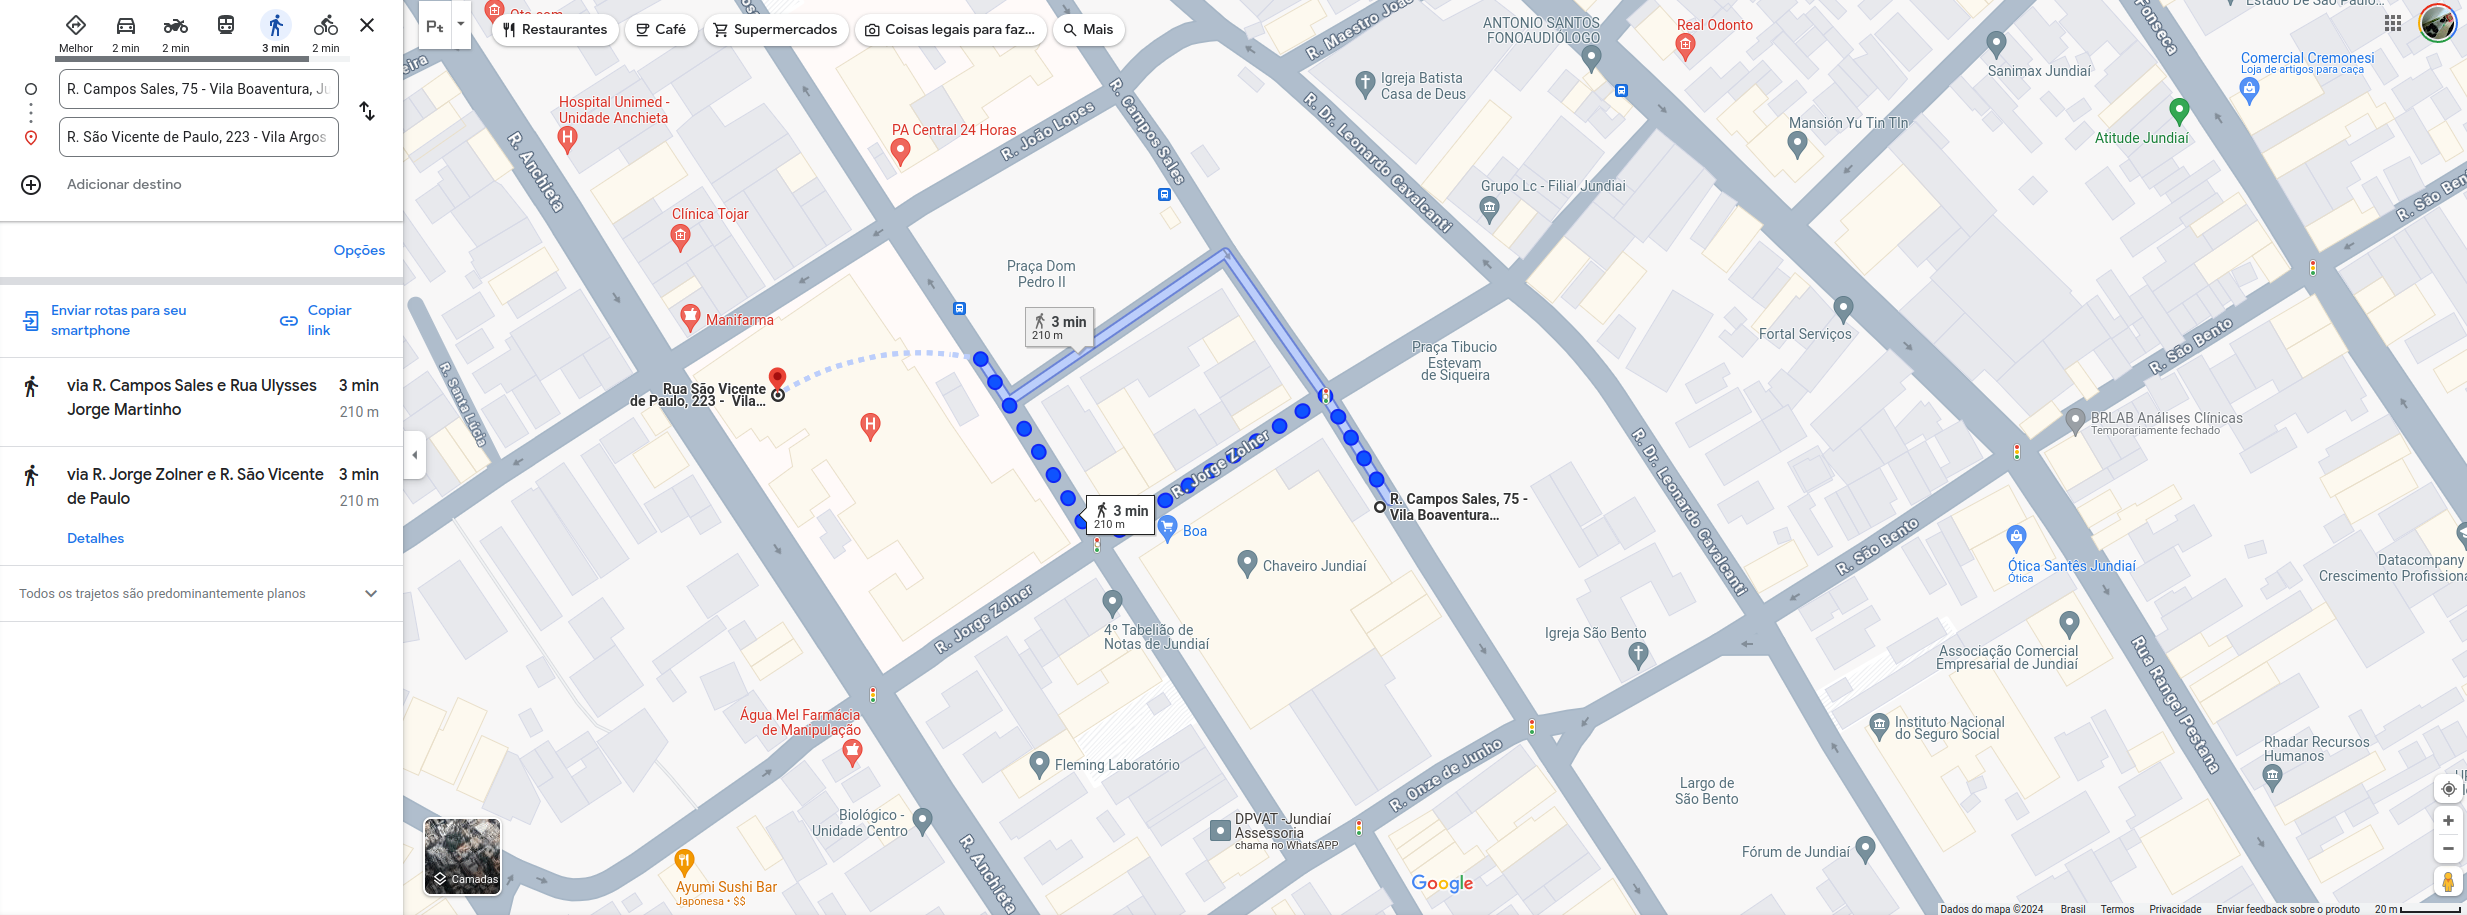 Melhor
2 min
2 min
3 min
2 min
R. Campos Sales, 75 - Vila Boaventura, Ju
R. São Vicente de Paulo, 223 - Vila Argos
Adicionar destino
Opções
Enviar rotas para seu
smartphone
Copiar
link
via R. Campos Sales e Rua Ulysses
Jorge Martinho
3 min
210 m
via R. Jorge Zolner e R. São Vicente
de Paulo
3 min
210 m
Detalhes
Todos os trajetos são predominantemente planos
Restaurantes
Café
Supermercados
Coisas legais para faz...
Mais
R. Maestro João
ANTONIO SANTOS
FONOAUDIÓLOGO
Real Odonto
Fonseca
Comercial Cremonesi
Loja de artigos para caça
Sanimax Jundiaí
Igreja Batista
Casa de Deus
Hospital Unimed -
Unidade Anchieta
PA Central 24 Horas
R. João Lopes
R. Campos Sales
R. Dr. Leonardo Cavalcanti
Mansión Yu Tin TIn
Atitude Jundiaí
R. Anchieta
Grupo Lc - Filial Jundiai
R. São Ben
Clínica Tojar
Praça Dom
Pedro II
Manifarma
3 min
210 m
Fortal Serviços
R. São Bento
Praça Tibucio
Estevam
de Siqueira
R. Santa Lúcia
Rua São Vicente
de Paulo, 223 - Vila...
R. Jorge Zolner
BRLAB Análises Clínicas
Temporariamente fechado
R. Campos Sales, 75 -
Vila Boaventura...
3 min
210 m
Boa
Chaveiro Jundiaí
R. Dr. Leonardo Cavalcanti
R. São Bento
Ótica Santês Jundiaí
Ótica
Datacompany
Crescimento Profissiona
R. Jorge Zolner
4º Tabelião de
Notas de Jundiaí
Igreja São Bento
Associação Comercial
Empresarial de Jundiaí
Rua Rangel Pestana
Água Mel Farmácia
de Manipulação
Instituto Nacional
do Seguro Social
Rhadar Recursos
Humanos
Fleming Laboratório
R. Onze de Junho
Largo de
São Bento
Biológico -
Unidade Centro
DPVAT -Jundiaí
Assessoria
chama no WhatsAPP
R. Anchieta
Fórum de Jundiaí
Camadas
Ayumi Sushi Bar
Japonesa • $$
Google
Dados do mapa ©2024
Brasil
Termos
Privacidade
Enviar feedback sobre o produto
20 m